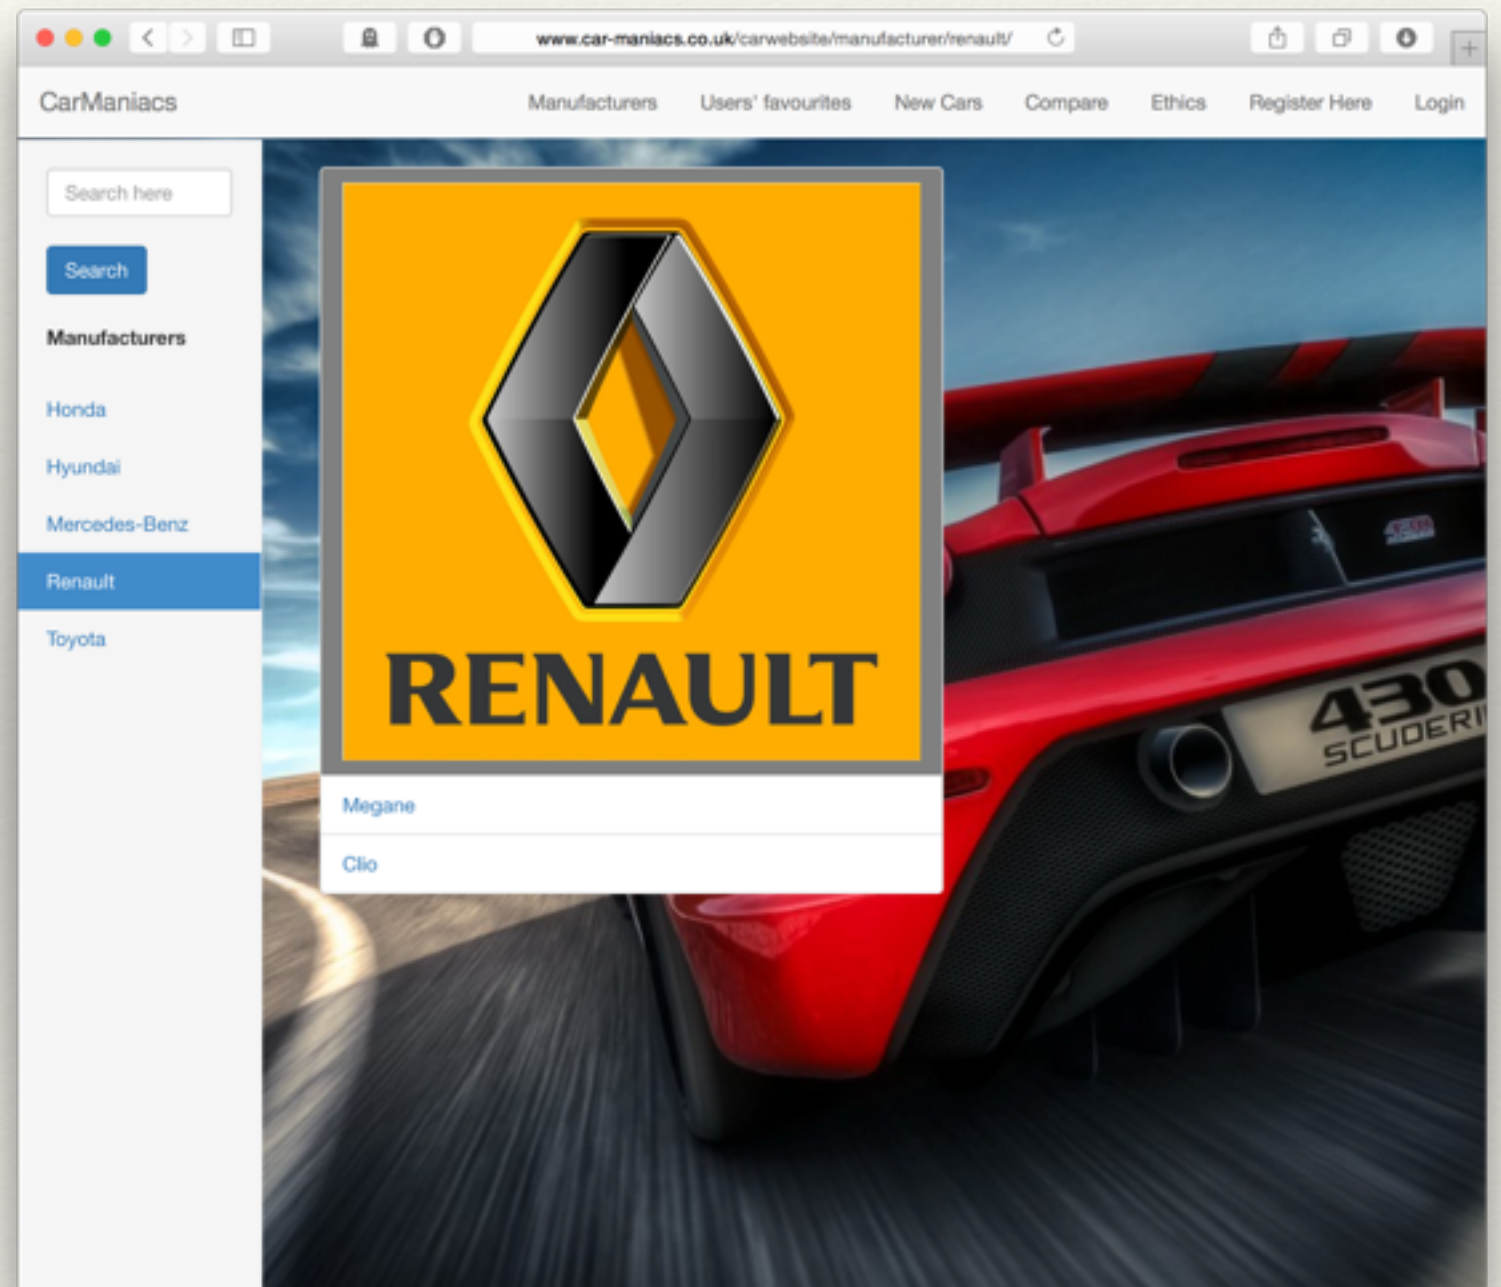 www.car-maniacs.co.uk/carwebsite/manufacturer/renault/
CarManiacs
Manufacturers
Users' favourites
New Cars
Compare
Ethics
Register Here
Login
Search here
Search
Manufacturers
Honda
Hyundai
Mercedes-Benz
Renault
Toyota
RENAULT
Megane
Clio
430
SCUDERI